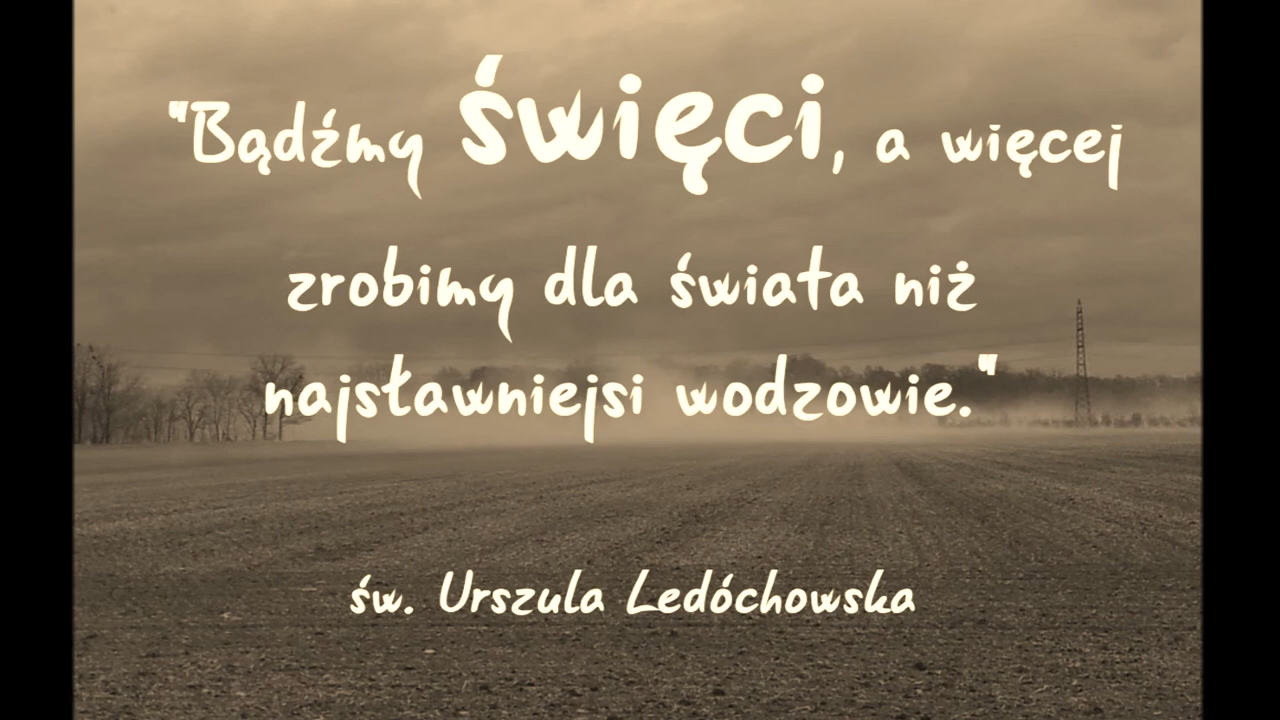 "Bądźmy święci, a więcej
zrobimy dla świata niż
najsławniejsi wodzowie."
św. Urszula Ledóchowska